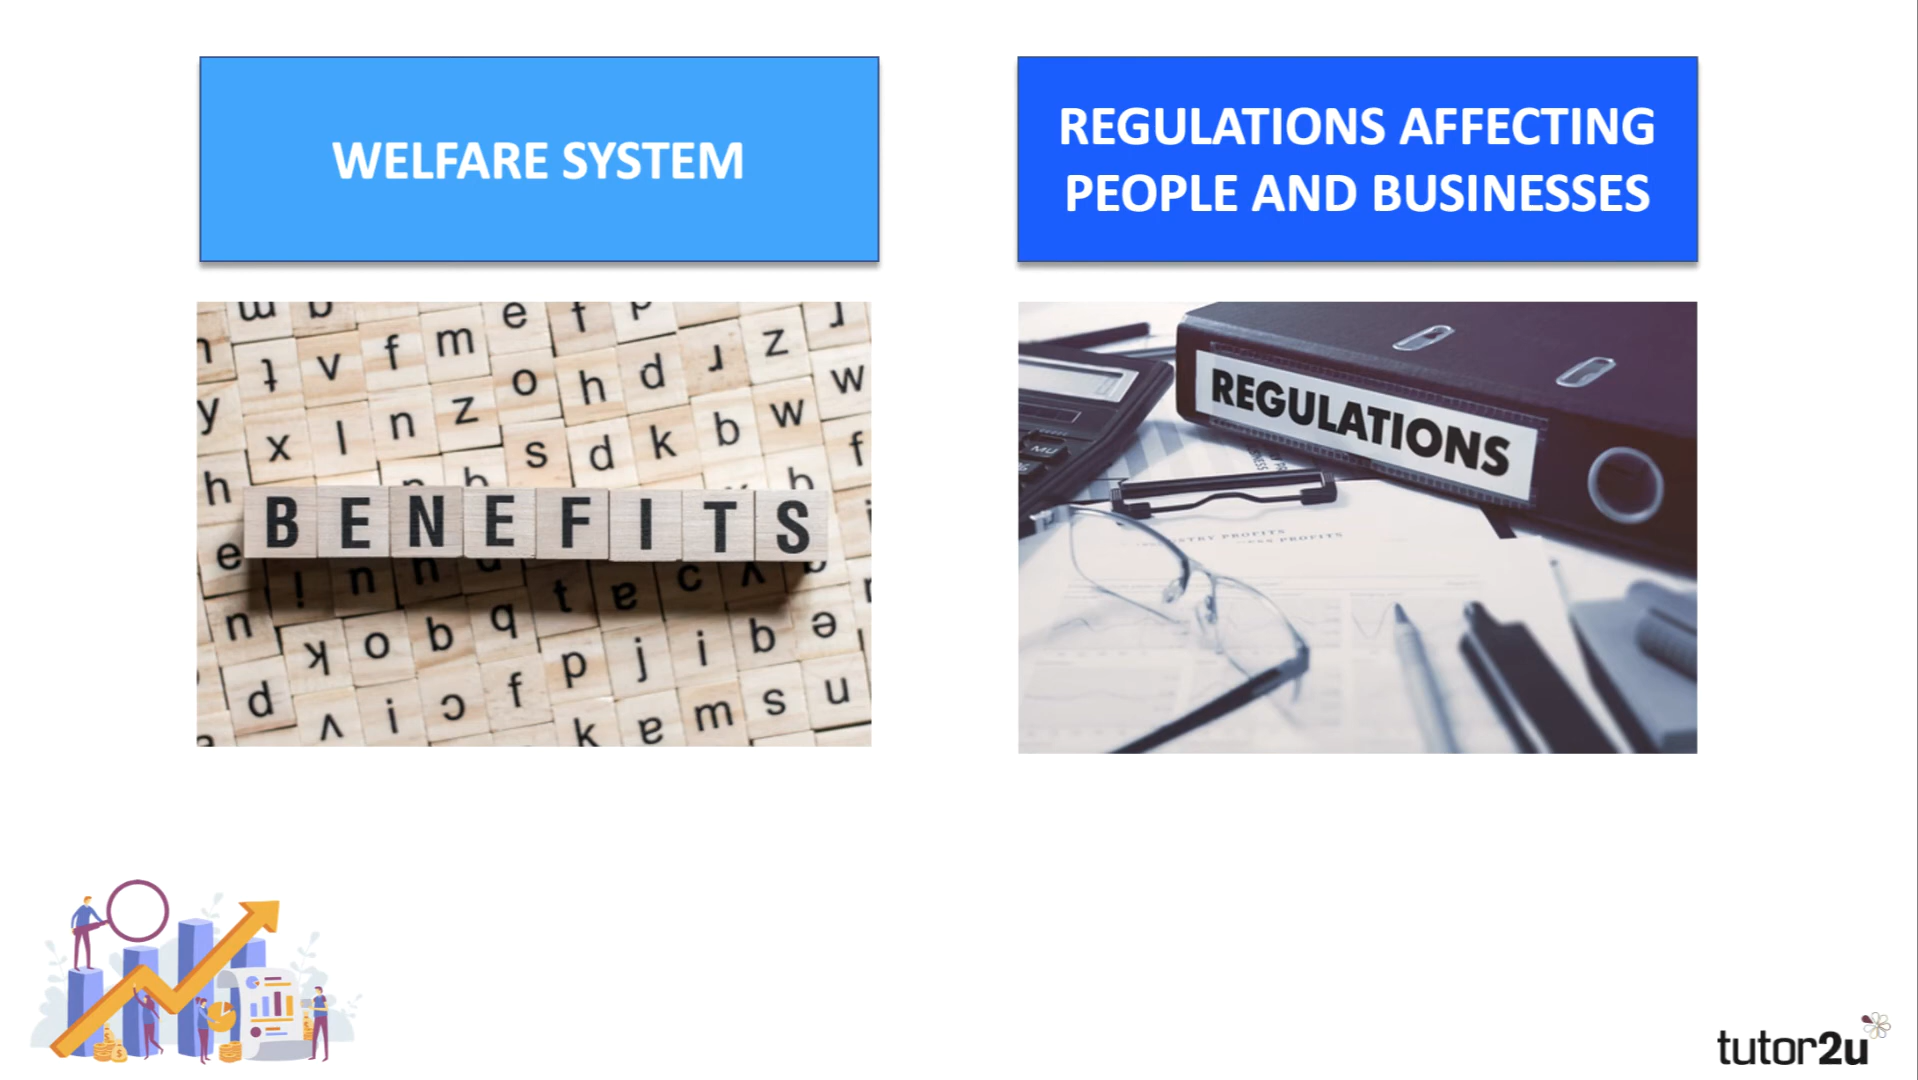 WELFARE SYSTEM
REGULATIONS AFFECTING
PEOPLE AND BUSINESSES
BENEFITS
REGULATIONS
tutor2u